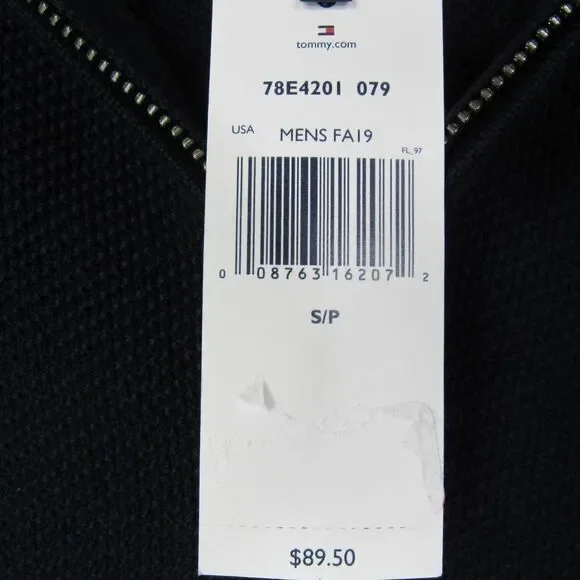 tommy.com
78E4201 079
USA
MENS FA19
FL_97
0 08763 16207 2
S/P
$89.50